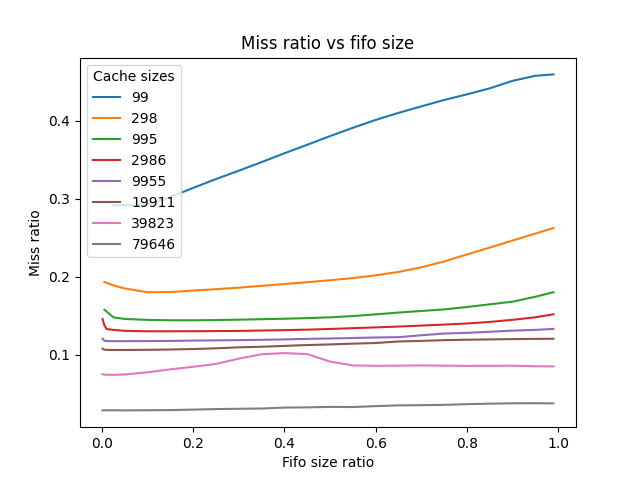 Miss ratio vs fifo size
Cache sizes
99
298
995
2986
9955
19911
39823
79646
0.4
0.3
0.2
0.1
Miss ratio
0.0 0.2 0.4 0.6 0.8 1.0
Fifo size ratio